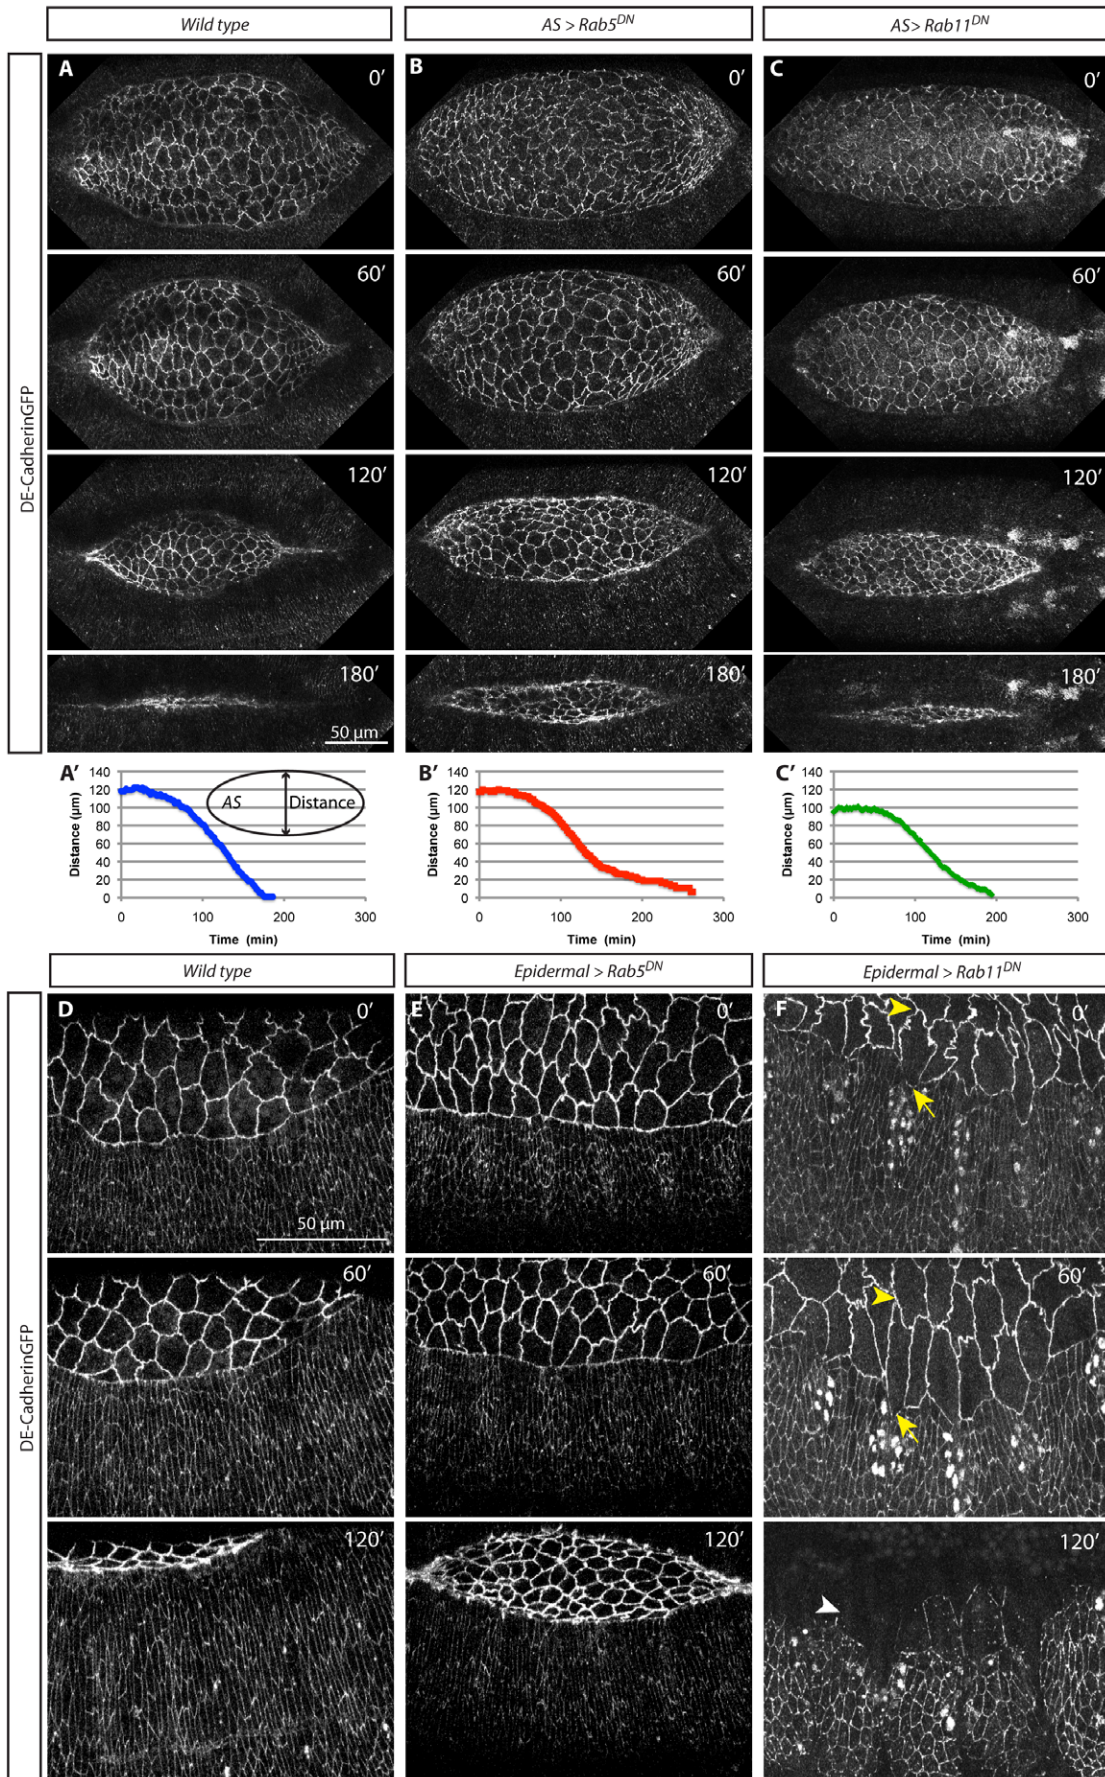 Wild type
AS > Rab5DN
AS> Rab11DN
DE-CadherinGFP
A
0′
B
0′
C
0′
60′
60′
60′
120′
120′
120′
180′
50 µm
180′
180′
A′
Distance (µm)
140
120
100
80
60
40
20
0
AS
Distance
0
100
200
300
Time (min)
B′
Distance (µm)
140
120
100
80
60
40
20
0
0
100
200
300
Time (min)
C′
Distance (µm)
140
120
100
80
60
40
20
0
0
100
200
300
Time (min)
Wild type
Epidermal > Rab5DN
Epidermal > Rab11DN
DE-CadherinGFP
D
0′
50 µm
E
0′
F
0′
60′
60′
60′
120′
120′
120′